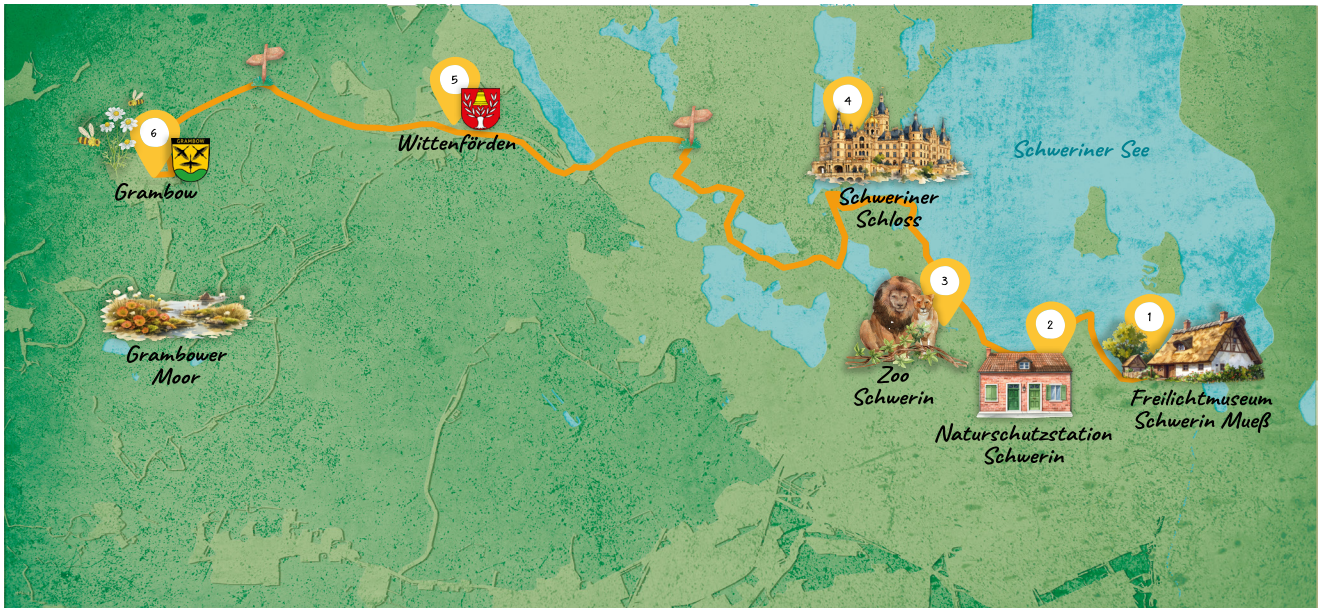 5
4
6
GRAMBOW
Wittenförden
Schweriner See
Grambow
Schweriner
Schloss
3
1
2
Grambower
Moor
Zoo
Schwerin
Freilichtmuseum
Schwerin Mueß
Naturschutzstation
Schwerin